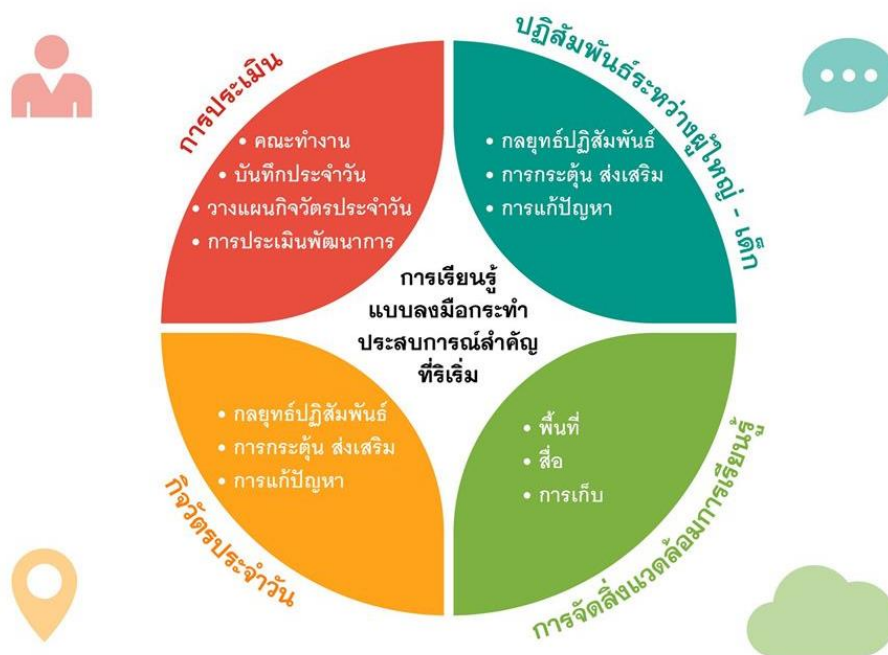 การประเมิน
• คณะทำงาน
• บันทึกประจำวัน
• วางแผนกิจวัตรประจำวัน
• การประเมินพัฒนาการ
ปฏิสัมพันธ์ระหว่างผู้ใหญ่ - เด็ก
• กลยุทธ์ปฏิสัมพันธ์
• การกระตุ้น ส่งเสริม
• การแก้ปัญหา
การเรียนรู้
แบบลงมือกระทำ
ประสบการณ์สำคัญ
ที่ริเริ่ม
กิจวัตรประจำวัน
• กลยุทธ์ปฏิสัมพันธ์
• การกระตุ้น ส่งเสริม
• การแก้ปัญหา
การจัดสิ่งแวดล้อมการเรียนรู้
• พื้นที่
• สื่อ
• การเก็บ